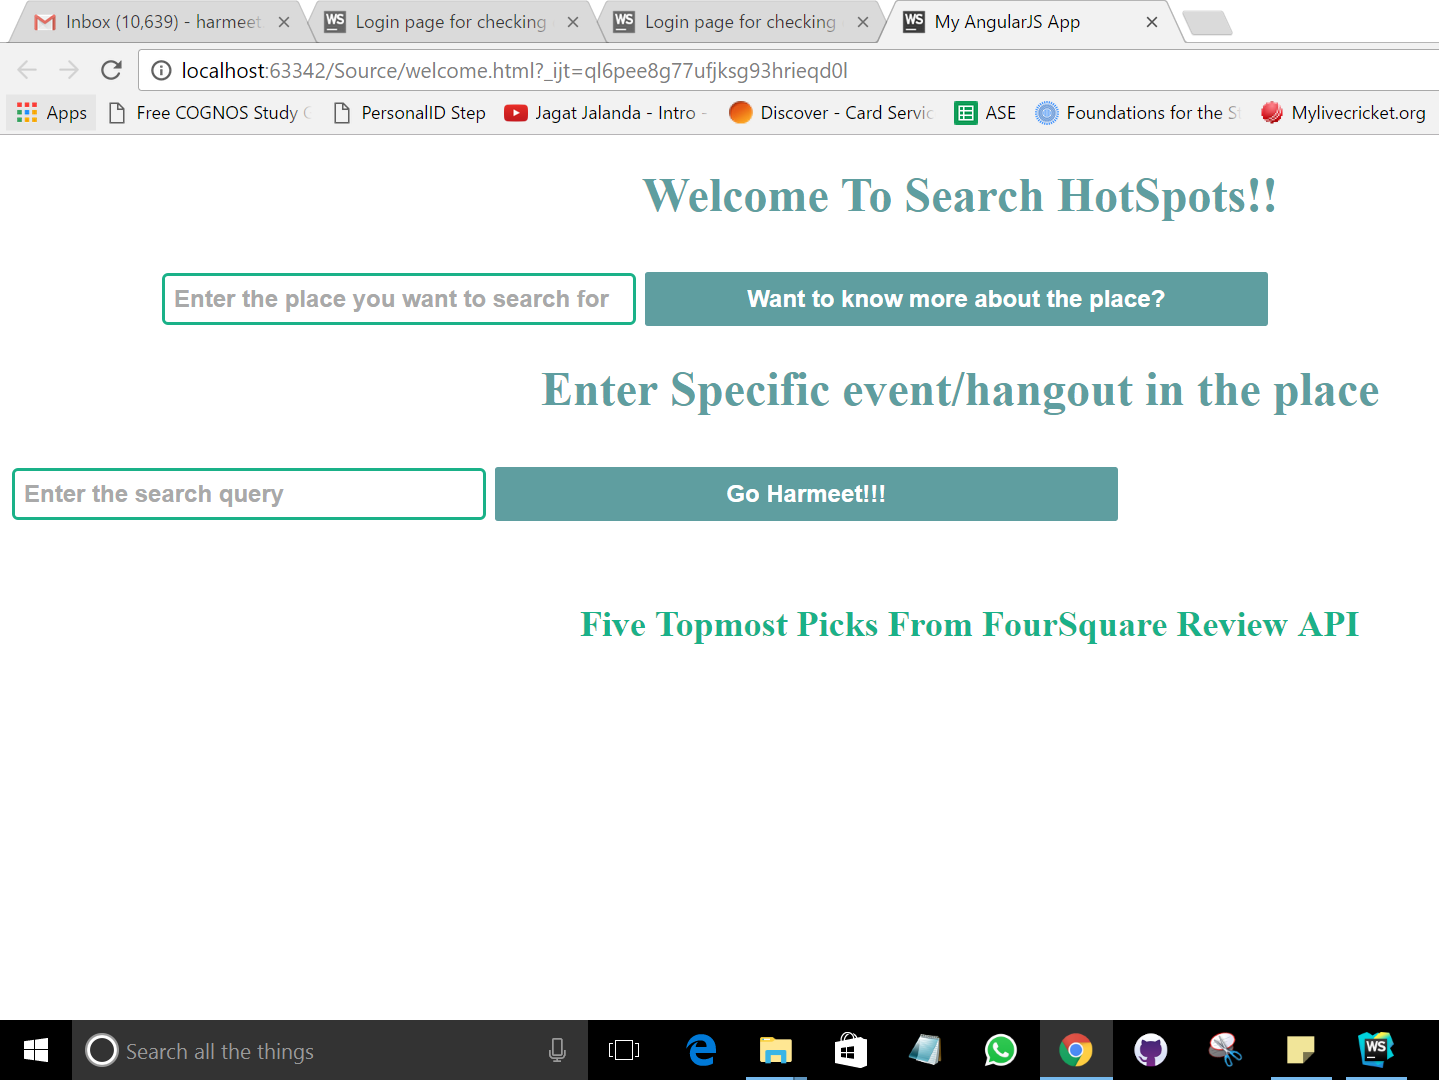 Inbox (10,639) - harmeet
Login page for checking
Login page for checking
My AngularJS App
localhost:63342/Source/welcome.html?_ijt=ql6pee8g77ufjksg93hrieqd0l
Apps
Free COGNOS Study
PersonalID Step
Jagat Jalanda - Intro -
Discover - Card Servic
ASE
Foundations for the St
Mylivecricket.org
Welcome To Search HotSpots!!
Enter the place you want to search for
Want to know more about the place?
Enter Specific event/hangout in the place
Enter the search query
Go Harmeet!!!
Five Topmost Picks From FourSquare Review API
Search all the things